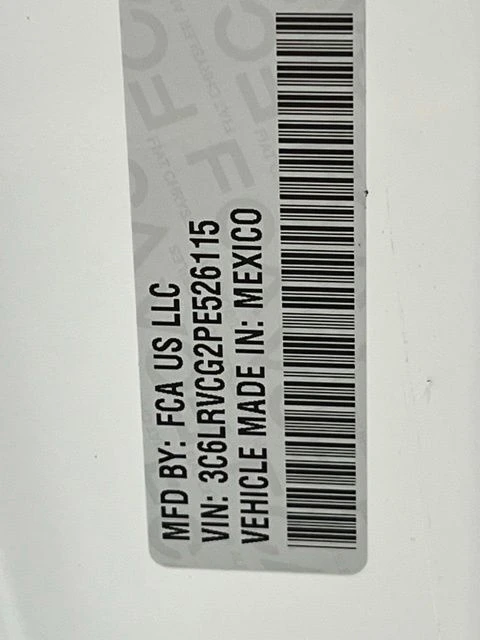 MFD BY: FCA US LLC
VIN: 3C6LRVCG2PE526115
VEHICLE MADE IN: MEXICO